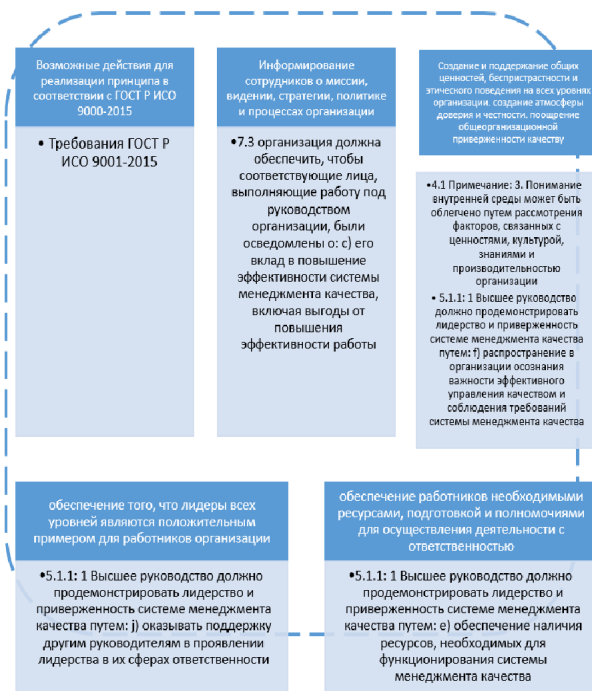 Возможные действия для
реализации принципа в
соответствии с ГОСТ Р ИСО
9000-2015
• Требования ГОСТ Р
ИСО 9001-2015
Информирование
сотрудников о миссии,
видении, стратегии, политике
и процессах организации
•7.3 организация должна
обеспечить, чтобы
соответствующие лица,
выполняющие работу под
руководством
организации, были
осведомлены о: c) его
вклад в повышение
эффективности системы
менеджмента качества,
включая выгоды от
повышения
эффективности работы
Создание и поддержание общих
ценностей, беспристрастности и
этического поведения на всех уровнях
организации. создание атмосферы
доверия и честности. поощрение
общеорганизационной
приверженности качеству
•4.1 Примечание: 3. Понимание
внутренней среды может быть
облегчено путем рассмотрения
факторов, связанных с
ценностями, культурой,
знаниями и
производительностью
организации
• 5.1.1: 1 Высшее руководство
должно продемонстрировать
лидерство и приверженность
системе менеджмента качества
путем: f) распространение в
организации осознания
важности эффективного
управления качеством и
соблюдения требований
системы менеджмента качества
обеспечение того, что лидеры всех
уровней являются положительным
примером для работников организации
•5.1.1: 1 Высшее руководство должно
продемонстрировать лидерство и
приверженность системе менеджмента
качества путем: j) оказывать поддержку
другим руководителям в проявлении
лидерства в их сферах ответственности
обеспечение работников необходимыми
ресурсами, подготовкой и полномочиями
для осуществления деятельности с
ответственностью
•5.1.1: 1 Высшее руководство должно
продемонстрировать лидерство и
приверженность системе менеджмента
качества путем: e) обеспечение наличия
ресурсов, необходимых для
функционирования системы
менеджмента качества